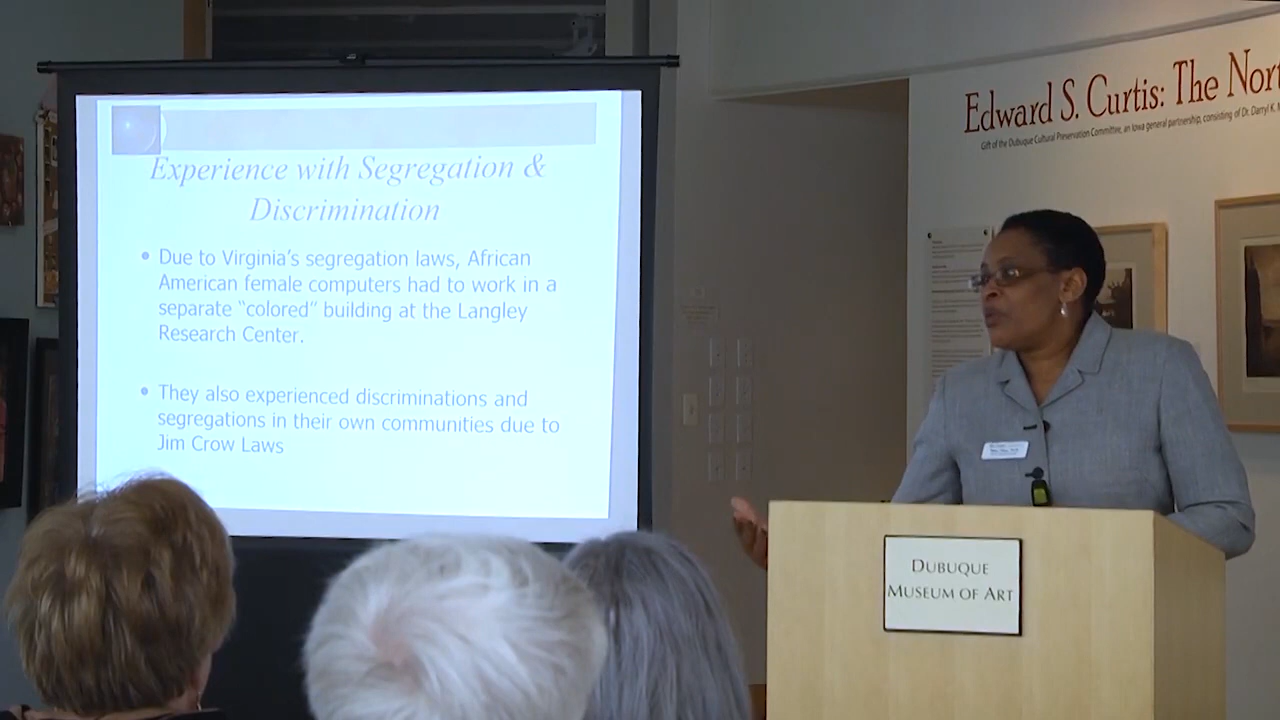 Experience with Segregation &
Discrimination
• Due to Virginia's segregation laws, African
American female computers had to work in a
separate "colored" building at the Langley
Research Center.
• They also experienced discriminations and
segregations in their own communities due to
Jim Crow Laws
Edward S. Curtis: The Nor
Gift of the Dubuque Cultural Preservation Committee, an Iowa general partnership, consisting of Dr. Darryl K.
DUBUQUE
MUSEUM OF ART